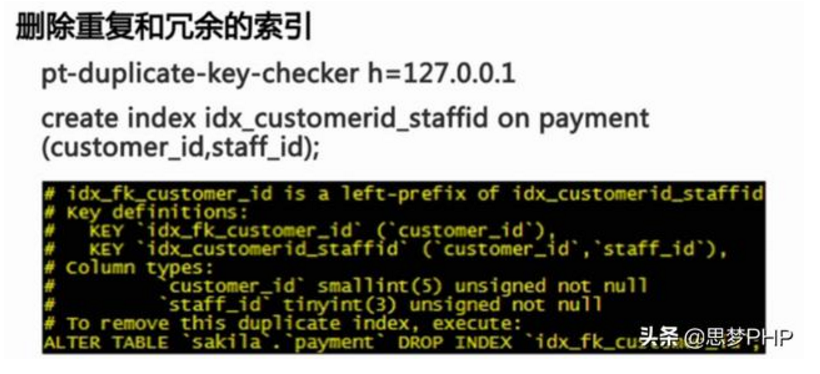 删除重复和冗余的索引
pt-duplicate-key-checker h=127.0.0.1
create index idx_customerid_staffid on payment
(customer_id,staff_id);
# idx_fk_customer_id is a left-prefix of idx_customerid_staffid
# Key definitions:
#   KEY `idx_fk_customer_id` (`customer_id`),
#   KEY `idx_customerid_staffid` (`customer_id`,`staff_id`),
# Column types:
#         `customer_id` smallint(5) unsigned not null
#         `staff_id` tinyint(3) unsigned not null
# To remove this duplicate index, execute:
ALTER TABLE `sakila`.`payment` DROP INDEX
头条 @思梦PHP